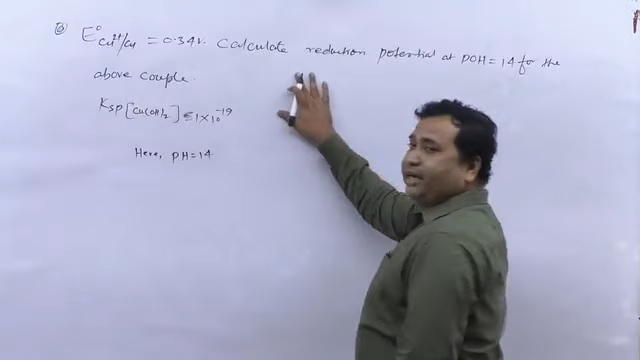 ⑥ E°Cu²⁺/Cu = 0.34V. Calculate reduction potential at POH = 14 for the
above couple.
Ksp [Cu(OH)₂] = 1×10⁻¹⁹
Here, PH = 14